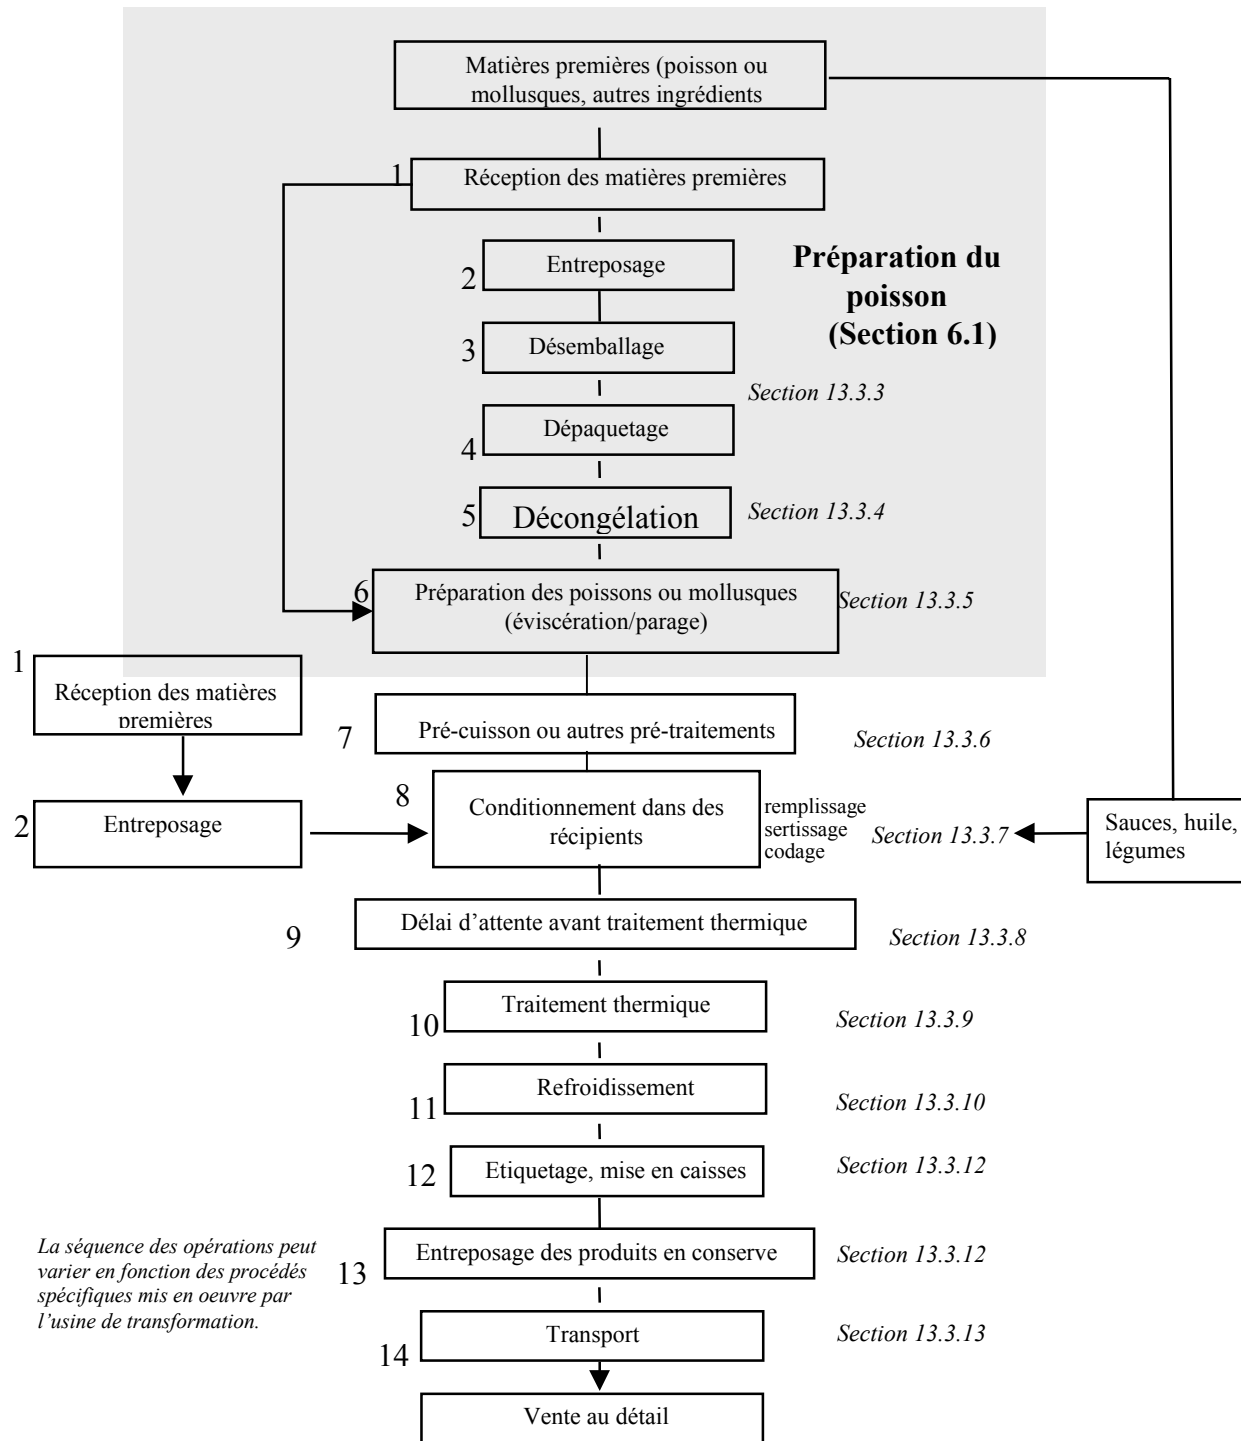 Matières premières (poisson ou
mollusques, autres ingrédients
1
Réception des matières premières
2
Entreposage
Préparation du
poisson
(Section 6.1)
3
Désemballage
Section 13.3.3
4
Dépaquetage
5
Décongélation
Section 13.3.4
6
Préparation des poissons ou mollusques
(éviscération/parage)
Section 13.3.5
1
Réception des matières
premières
7
Pré-cuisson ou autres pré-traitements
Section 13.3.6
2
Entreposage
8
Conditionnement dans des
récipients
remplissage
sertissage
codage
Section 13.3.7
Sauces, huile,
légumes
9
Délai d’attente avant traitement thermique
Section 13.3.8
10
Traitement thermique
Section 13.3.9
11
Refroidissement
Section 13.3.10
12
Etiquetage, mise en caisses
Section 13.3.12
La séquence des opérations peut
varier en fonction des procédés
spécifiques mis en oeuvre par
l’usine de transformation.
13
Entreposage des produits en conserve
Section 13.3.12
14
Transport
Section 13.3.13
Vente au détail